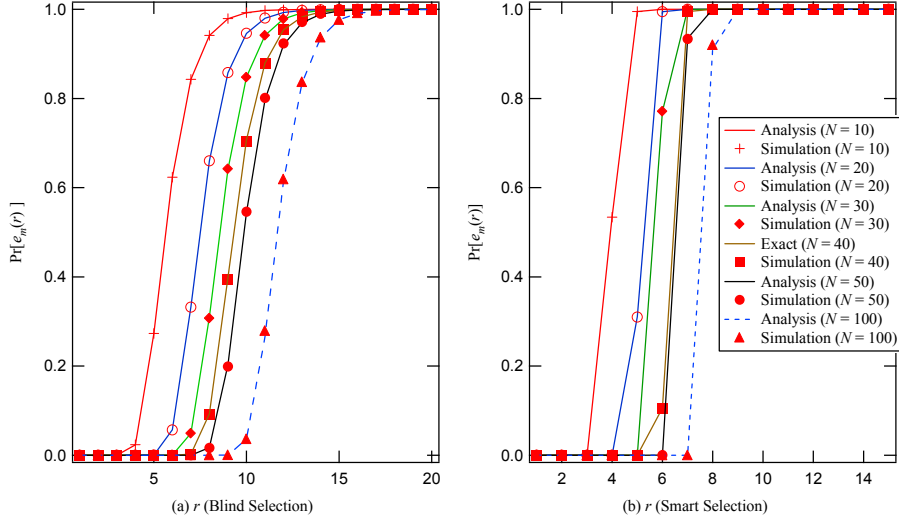 Pr[e_m(r) ]
1.0
0.8
0.6
0.4
0.2
0.0
5
10
15
20
(a) r (Blind Selection)
Pr[e_m(r)]
1.0
0.8
0.6
0.4
0.2
0.0
2
4
6
8
10
12
14
(b) r (Smart Selection)
Analysis (N = 10)
Simulation (N = 10)
Analysis (N = 20)
Simulation (N = 20)
Analysis (N = 30)
Simulation (N = 30)
Exact (N = 40)
Simulation (N = 40)
Analysis (N = 50)
Simulation (N = 50)
Analysis (N = 100)
Simulation (N = 100)